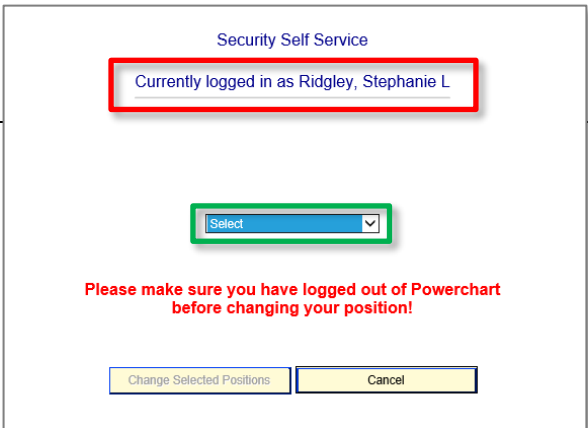 Security Self Service
Currently logged in as Ridgley, Stephanie L
Select
Please make sure you have logged out of Powerchart
before changing your position!
Change Selected Positions
Cancel